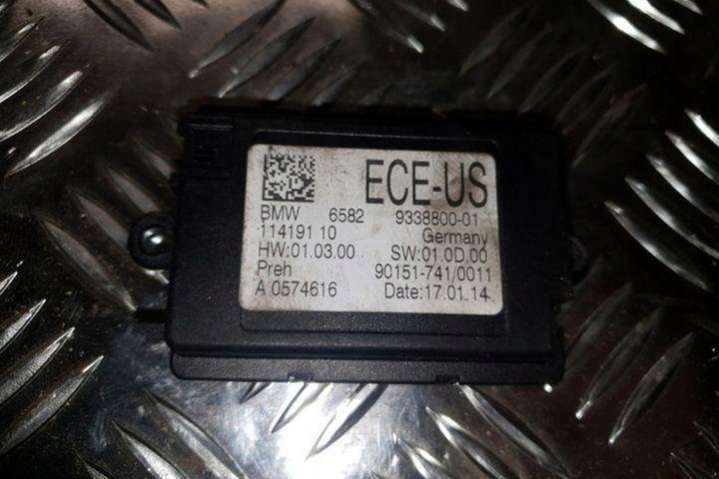 ECE-US
BMW 6582 9338800-01
114191 10 Germany
HW:01.03.00 SW:01.0D.00
Preh 90151-741/0011
A 0574616 Date:17.01.14